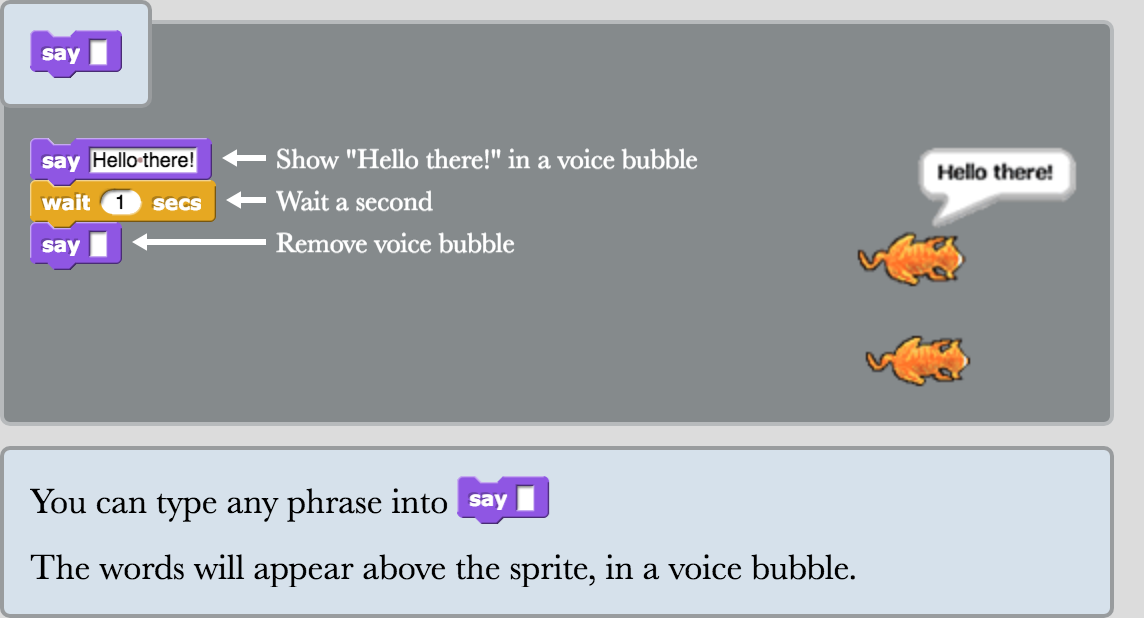 say
say Hello there! Show "Hello there!" in a voice bubble
wait 1 secs Wait a second
say Remove voice bubble
Hello there!
You can type any phrase into say
The words will appear above the sprite, in a voice bubble.